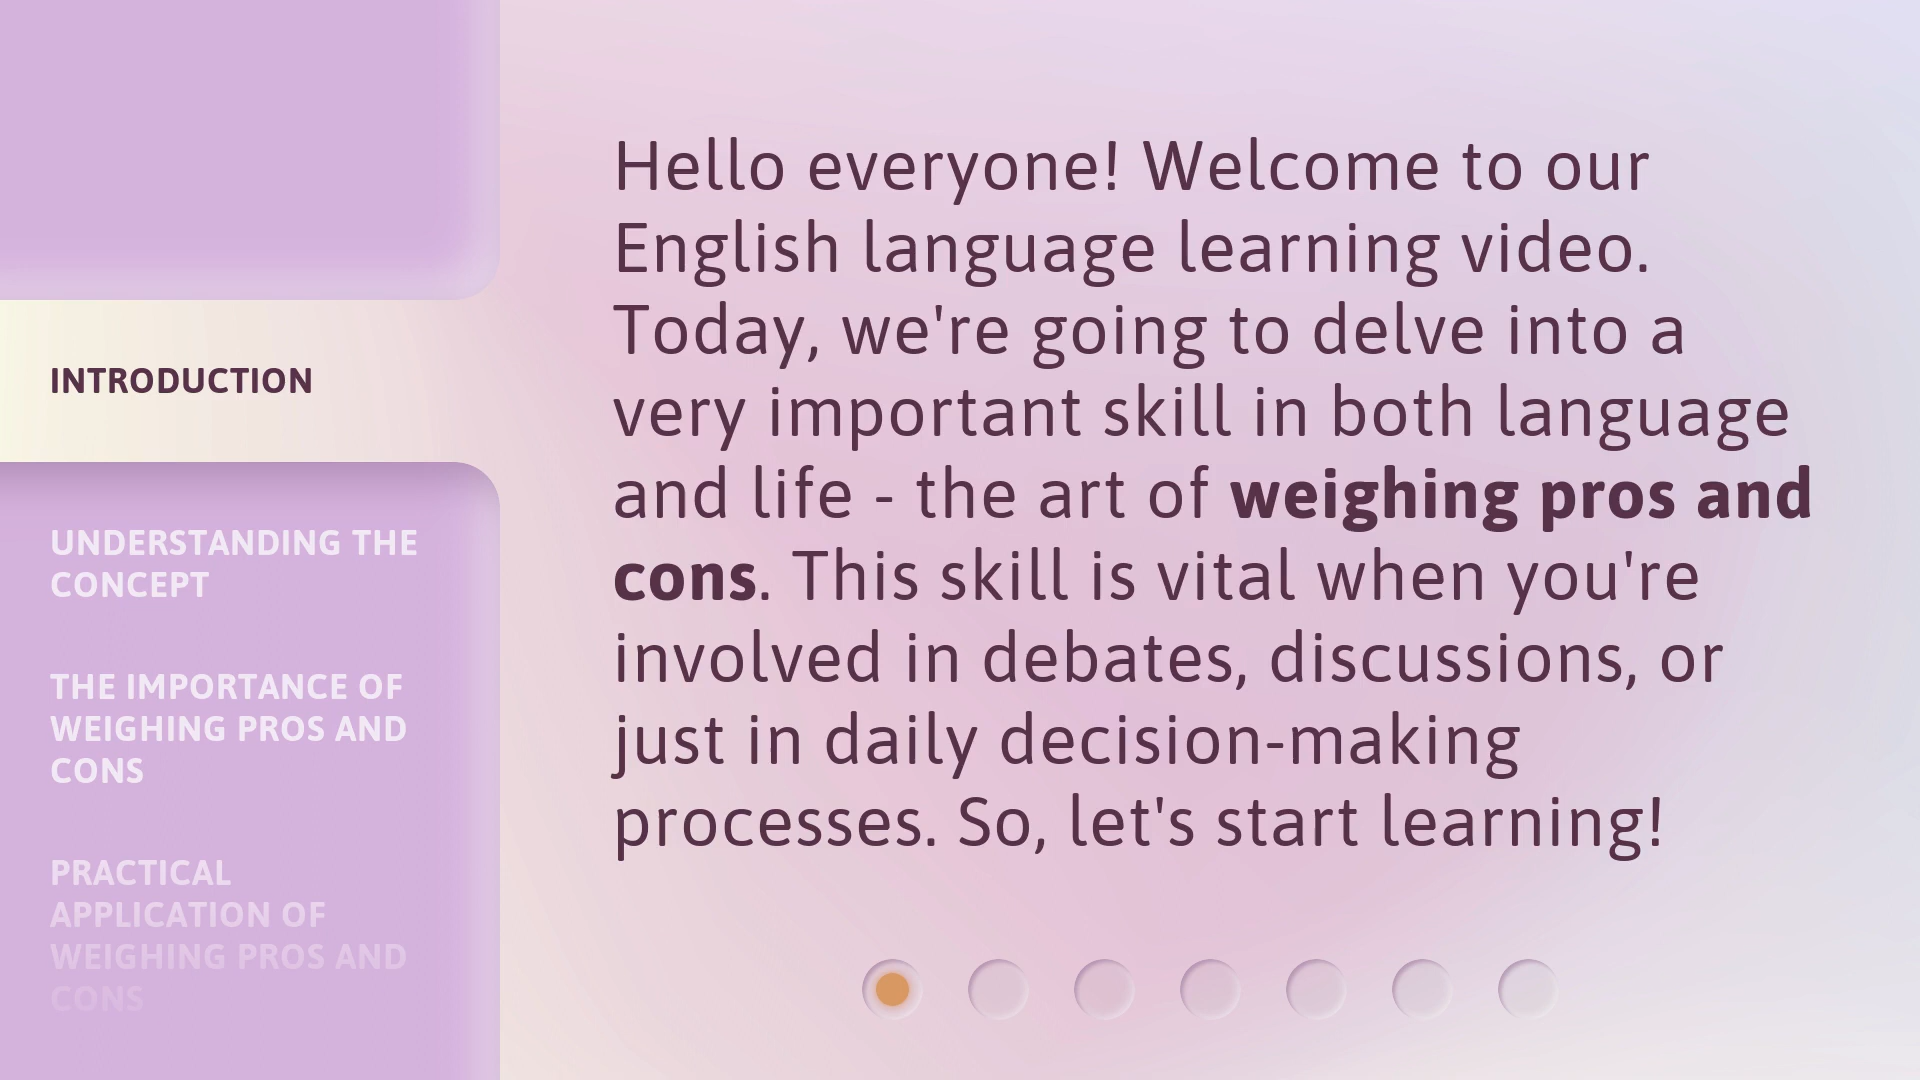 INTRODUCTION
UNDERSTANDING THE
CONCEPT
THE IMPORTANCE OF
WEIGHING PROS AND
CONS
PRACTICAL
APPLICATION OF
WEIGHING PROS AND
CONS
Hello everyone! Welcome to our
English language learning video.
Today, we're going to delve into a
very important skill in both language
and life - the art of weighing pros and
cons. This skill is vital when you're
involved in debates, discussions, or
just in daily decision-making
processes. So, let's start learning!